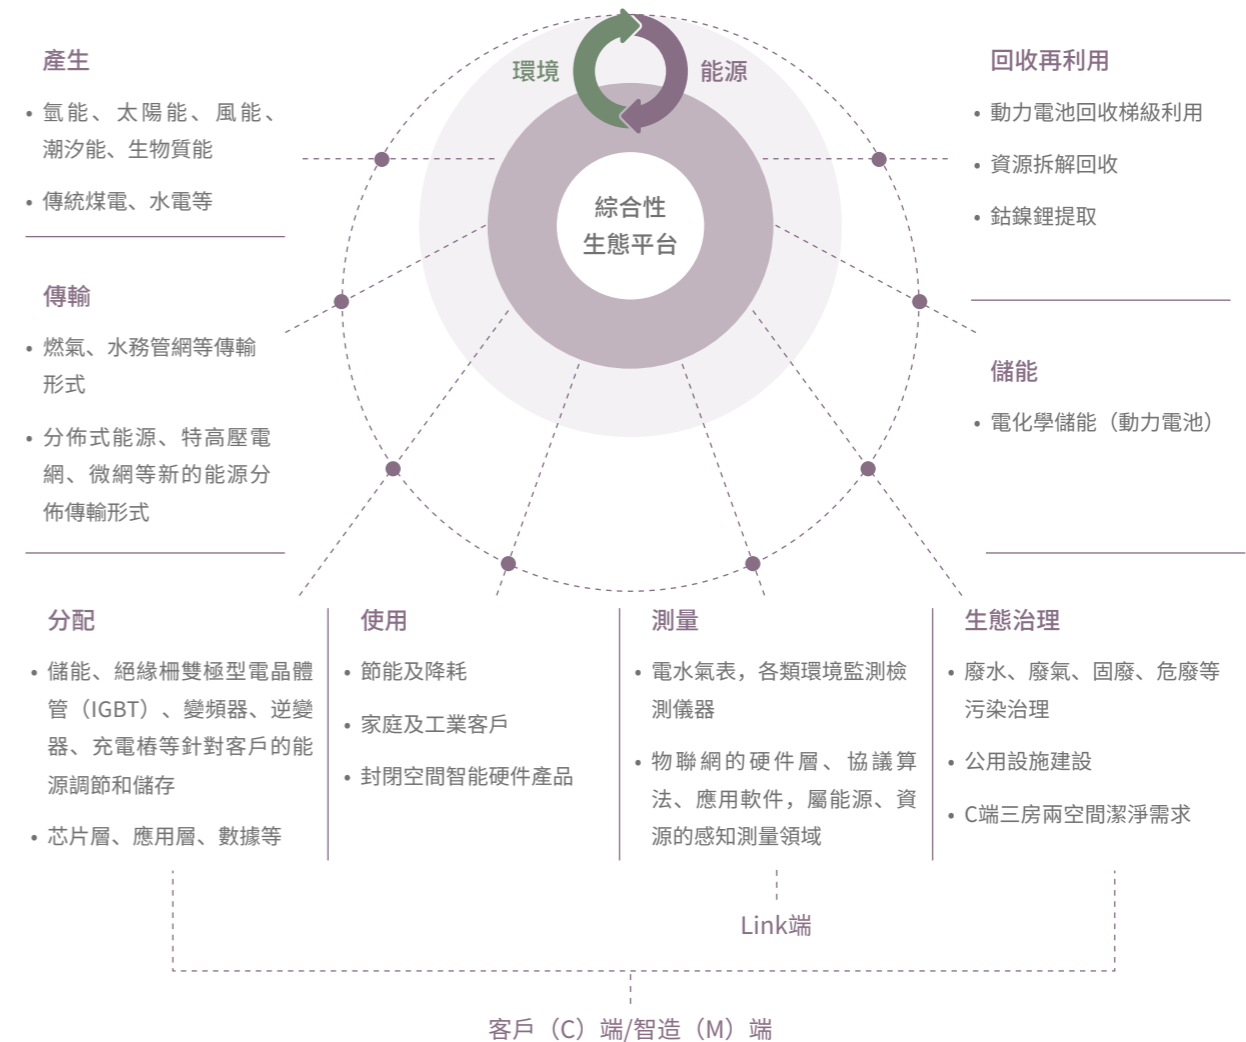 環境
能源
綜合性
生態平台
產生
• 氫能、太陽能、風能、
潮汐能、生物質能
• 傳統煤電、水電等
傳輸
• 燃氣、水務管網等傳輸
形式
• 分佈式能源、特高壓電
網、微網等新的能源分
佈傳輸形式
回收再利用
• 動力電池回收梯級利用
• 資源拆解回收
• 鈷鎳鋰提取
儲能
• 電化學儲能（動力電池）
分配
• 儲能、絕緣柵雙極型電晶體
管（IGBT）、變頻器、逆變
器、充電樁等針對客戶的能
源調節和儲存
• 芯片層、應用層、數據等
使用
• 節能及降耗
• 家庭及工業客戶
• 封閉空間智能硬件產品
測量
• 電水氣表，各類環境監測檢
測儀器
• 物聯網的硬件層、協議算
法、應用軟件，屬能源、資
源的感知測量領域
生態治理
• 廢水、廢氣、固廢、危廢等
污染治理
• 公用設施建設
• C端三房兩空間潔淨需求
Link端
客戶（C）端/智造（M）端